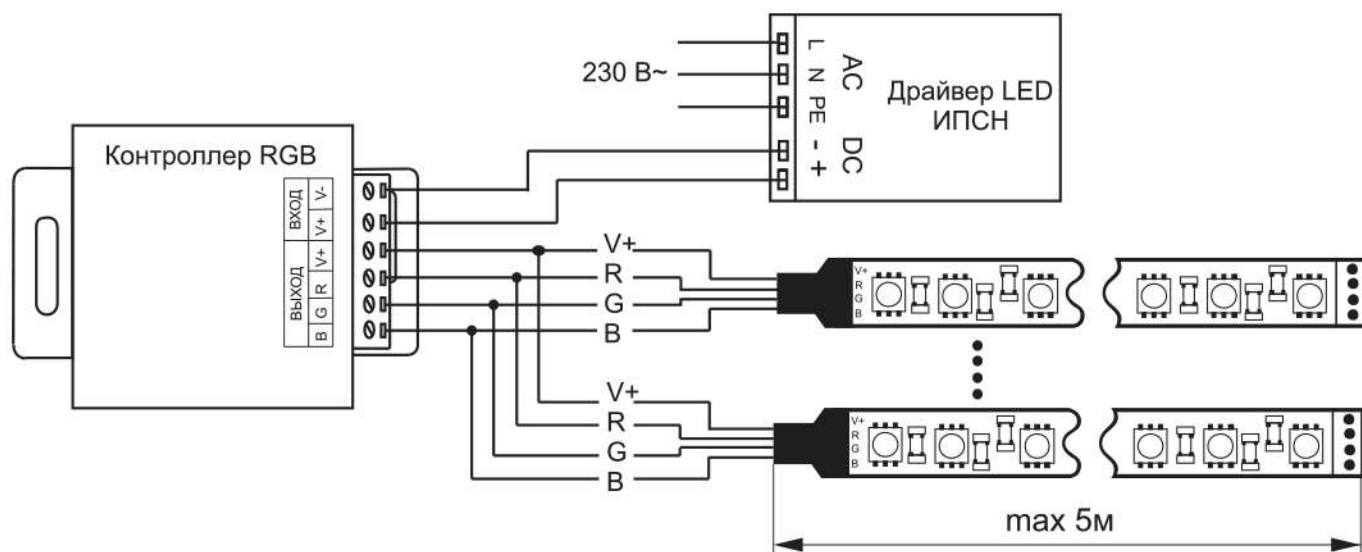 L
N
PE
AC
- +
DC
230 В~
Драйвер LED
ИПСН
Контроллер RGB
ВХОД
V-
V+
ВЫХОД
V+
R
G
B
V+
R
G
B
V+
R
G
B
V+
R
G
B
V+
R
G
B
max 5м